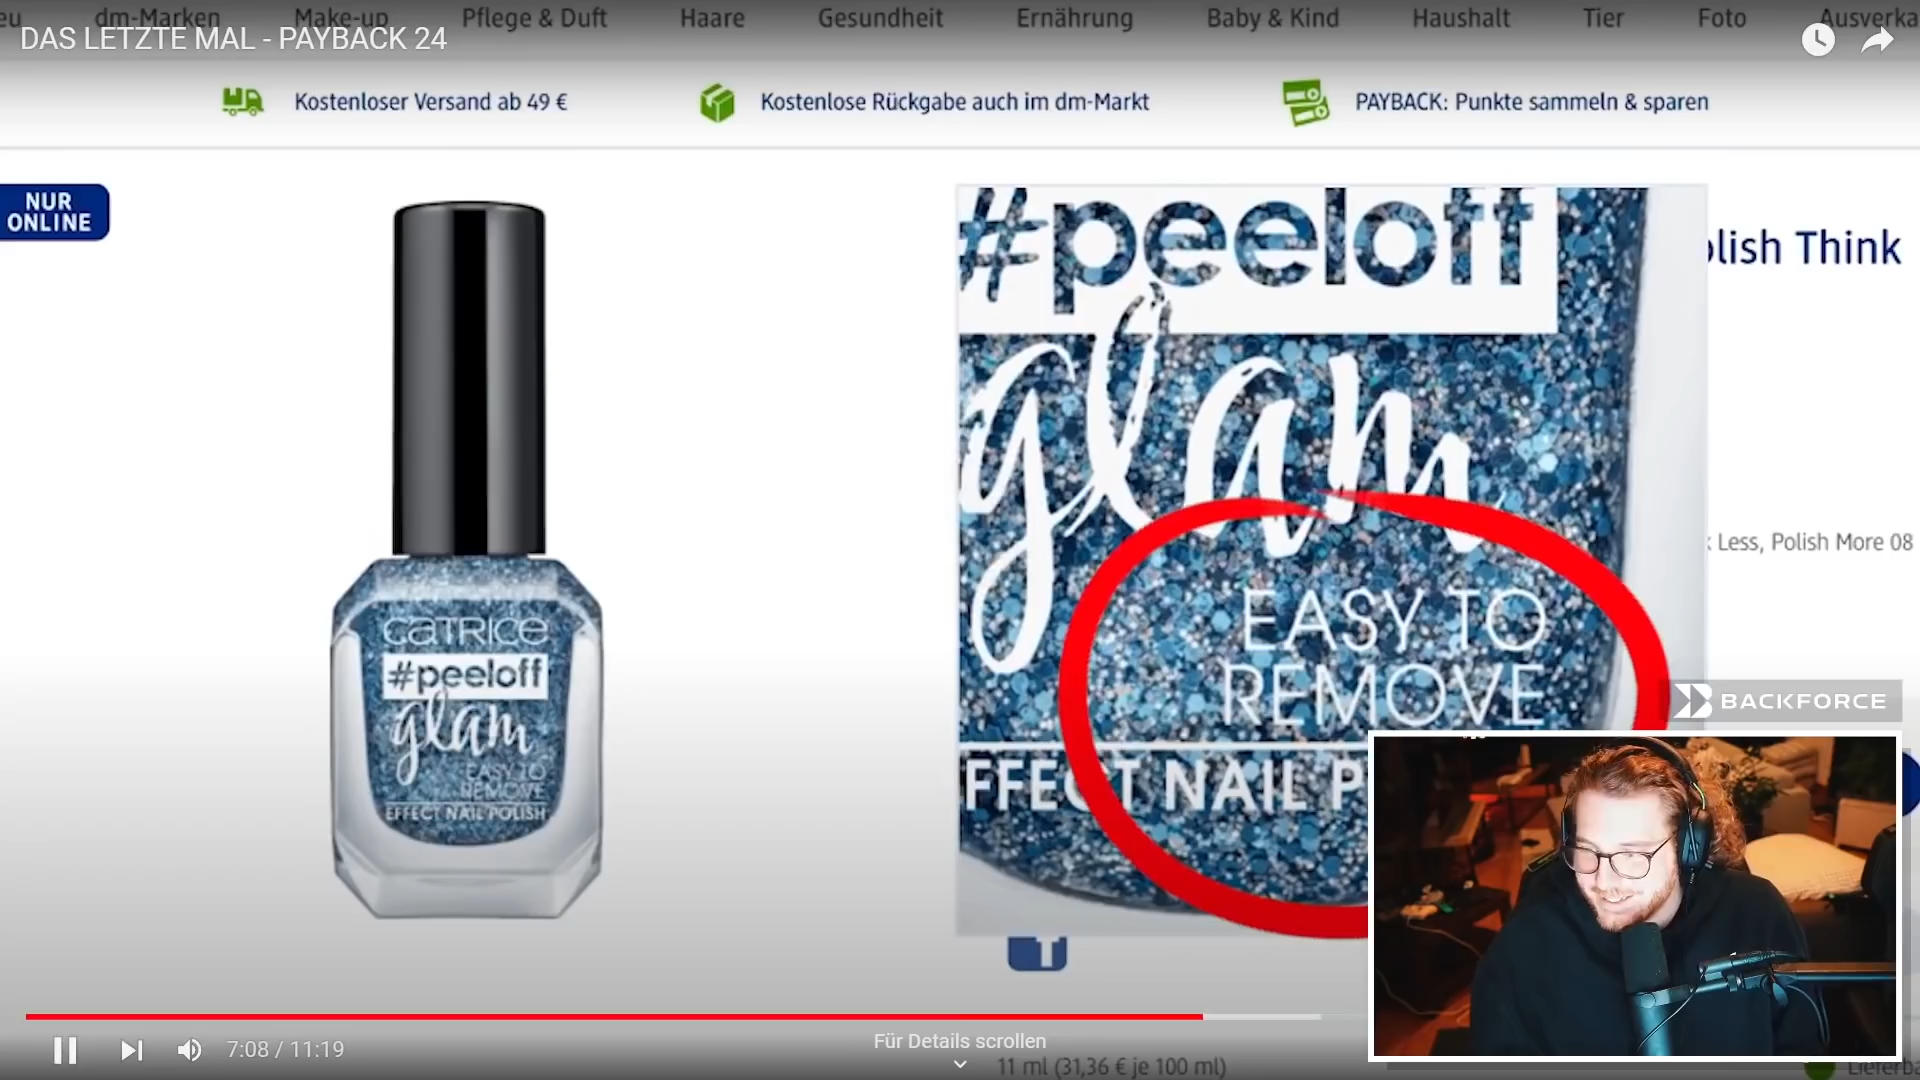 dm-Marken Make-up Pflege & Duft Haare Gesundheit Ernährung Baby & Kind Haushalt Tier Foto
DAS LETZTE MAL - PAYBACK 24
Kostenloser Versand ab 49 €
Kostenlose Rückgabe auch im dm-Markt
PAYBACK: Punkte sammeln & sparen
NUR
ONLINE
CATRICE
#peeloff
glam
EASY TO
REMOVE
EFFECT NAIL POLISH
#peeloff
glam
EASY TO
REMOVE
FFECT NAIL P
lish Think
Less, Polish More 08
BACKFORCE
7:08 / 11:19
Für Details scrollen
11 ml (31,36 € je 100 ml)